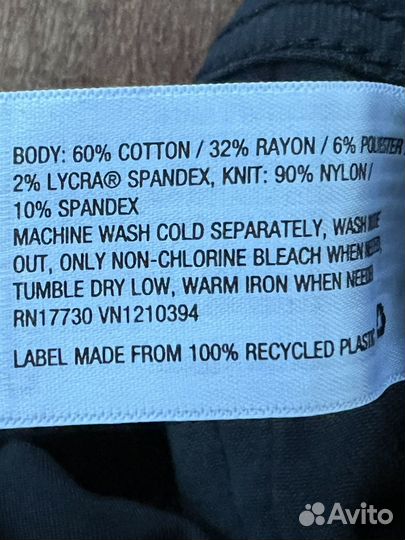 BODY: 60% COTTON / 32% RAYON / 6% POLYESTER
2% LYCRA® SPANDEX, KNIT: 90% NYLON /
10% SPANDEX
MACHINE WASH COLD SEPARATELY, WASH
OUT, ONLY NON-CHLORINE BLEACH WHEN
TUMBLE DRY LOW, WARM IRON WHEN NEEDED
RN17730 VN1210394
LABEL MADE FROM 100% RECYCLED PLASTIC
Avito